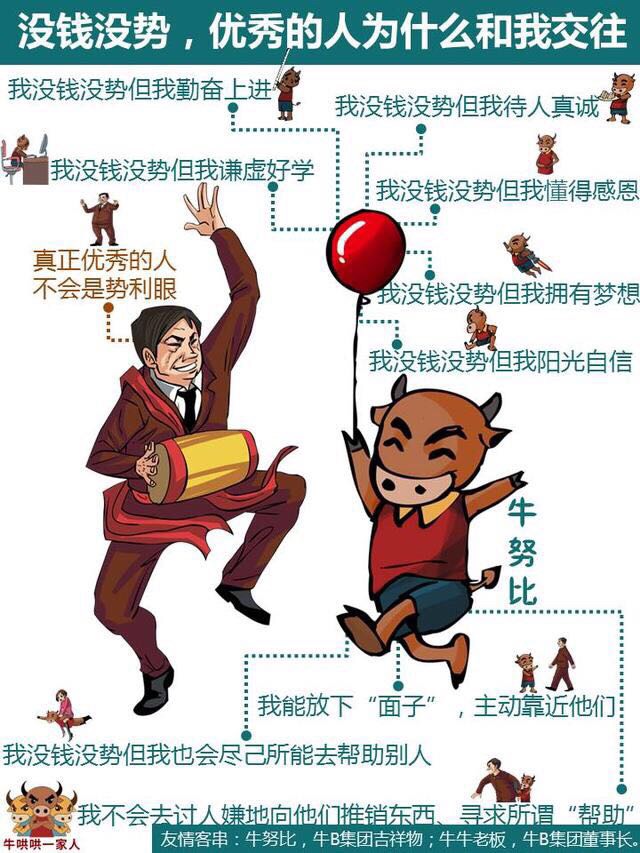 没钱没势，优秀的人为什么和我交往
我没钱没势但我勤奋上进
我没钱没势但我待人真诚
我没钱没势但我谦虚好学
我没钱没势但我懂得感恩
真正优秀的人
不会是势利眼
我没钱没势但我拥有梦想
我没钱没势但我阳光自信
牛努比
我能放下“面子”，主动靠近他们
我没钱没势但我也会尽己所能去帮助别人
我不会去讨人嫌地向他们推销东西、寻求所谓“帮助”
牛哄哄一家人
友情客串：牛努比，牛B集团吉祥物；牛牛老板，牛B集团董事长。